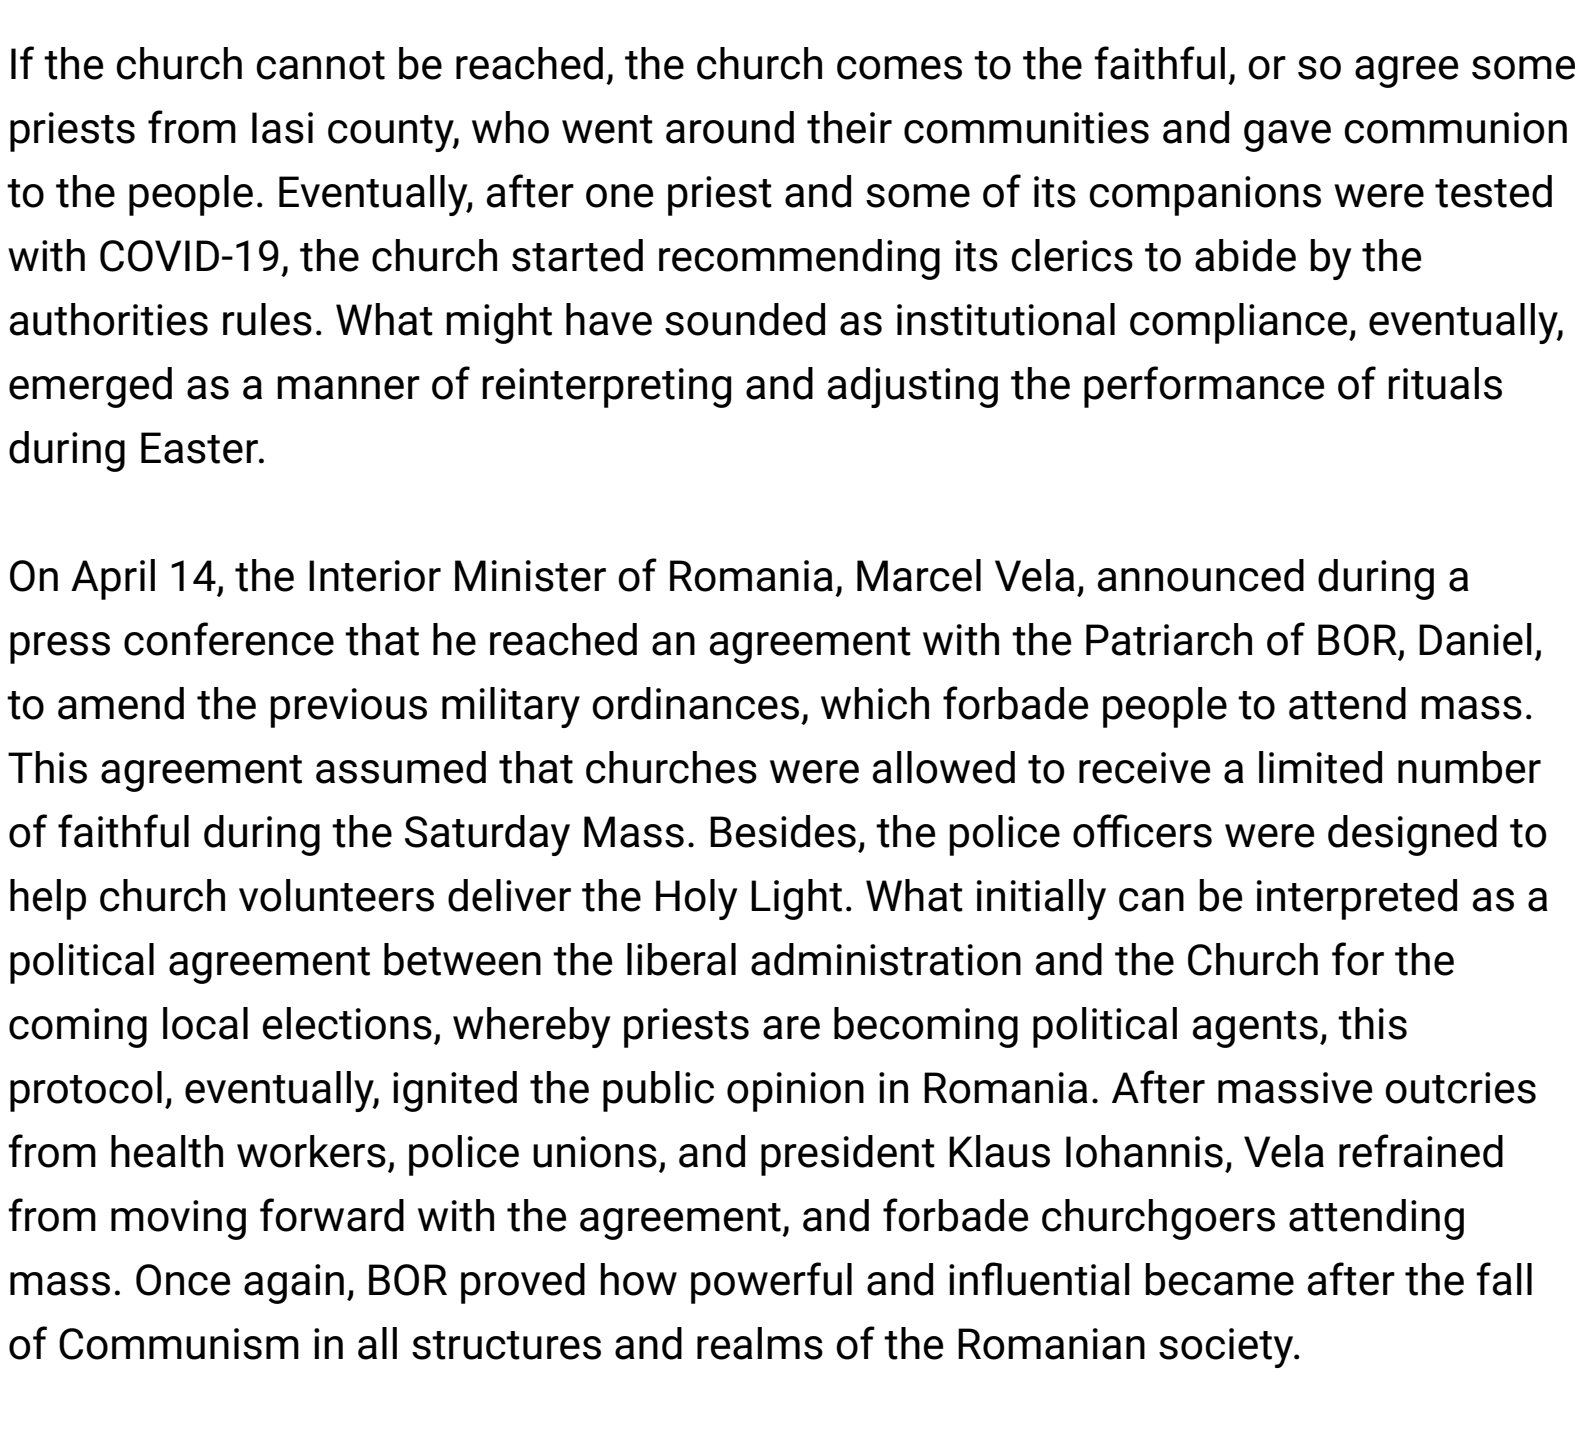 If the church cannot be reached, the church comes to the faithful, or so agree some
priests from Iasi county, who went around their communities and gave communion
to the people. Eventually, after one priest and some of its companions were tested
with COVID-19, the church started recommending its clerics to abide by the
authorities rules. What might have sounded as institutional compliance, eventually,
emerged as a manner of reinterpreting and adjusting the performance of rituals
during Easter.
On April 14, the Interior Minister of Romania, Marcel Vela, announced during a
press conference that he reached an agreement with the Patriarch of BOR, Daniel,
to amend the previous military ordinances, which forbade people to attend mass.
This agreement assumed that churches were allowed to receive a limited number
of faithful during the Saturday Mass. Besides, the police officers were designed to
help church volunteers deliver the Holy Light. What initially can be interpreted as a
political agreement between the liberal administration and the Church for the
coming local elections, whereby priests are becoming political agents, this
protocol, eventually, ignited the public opinion in Romania. After massive outcries
from health workers, police unions, and president Klaus Iohannis, Vela refrained
from moving forward with the agreement, and forbade churchgoers attending
mass. Once again, BOR proved how powerful and influential became after the fall
of Communism in all structures and realms of the Romanian society.